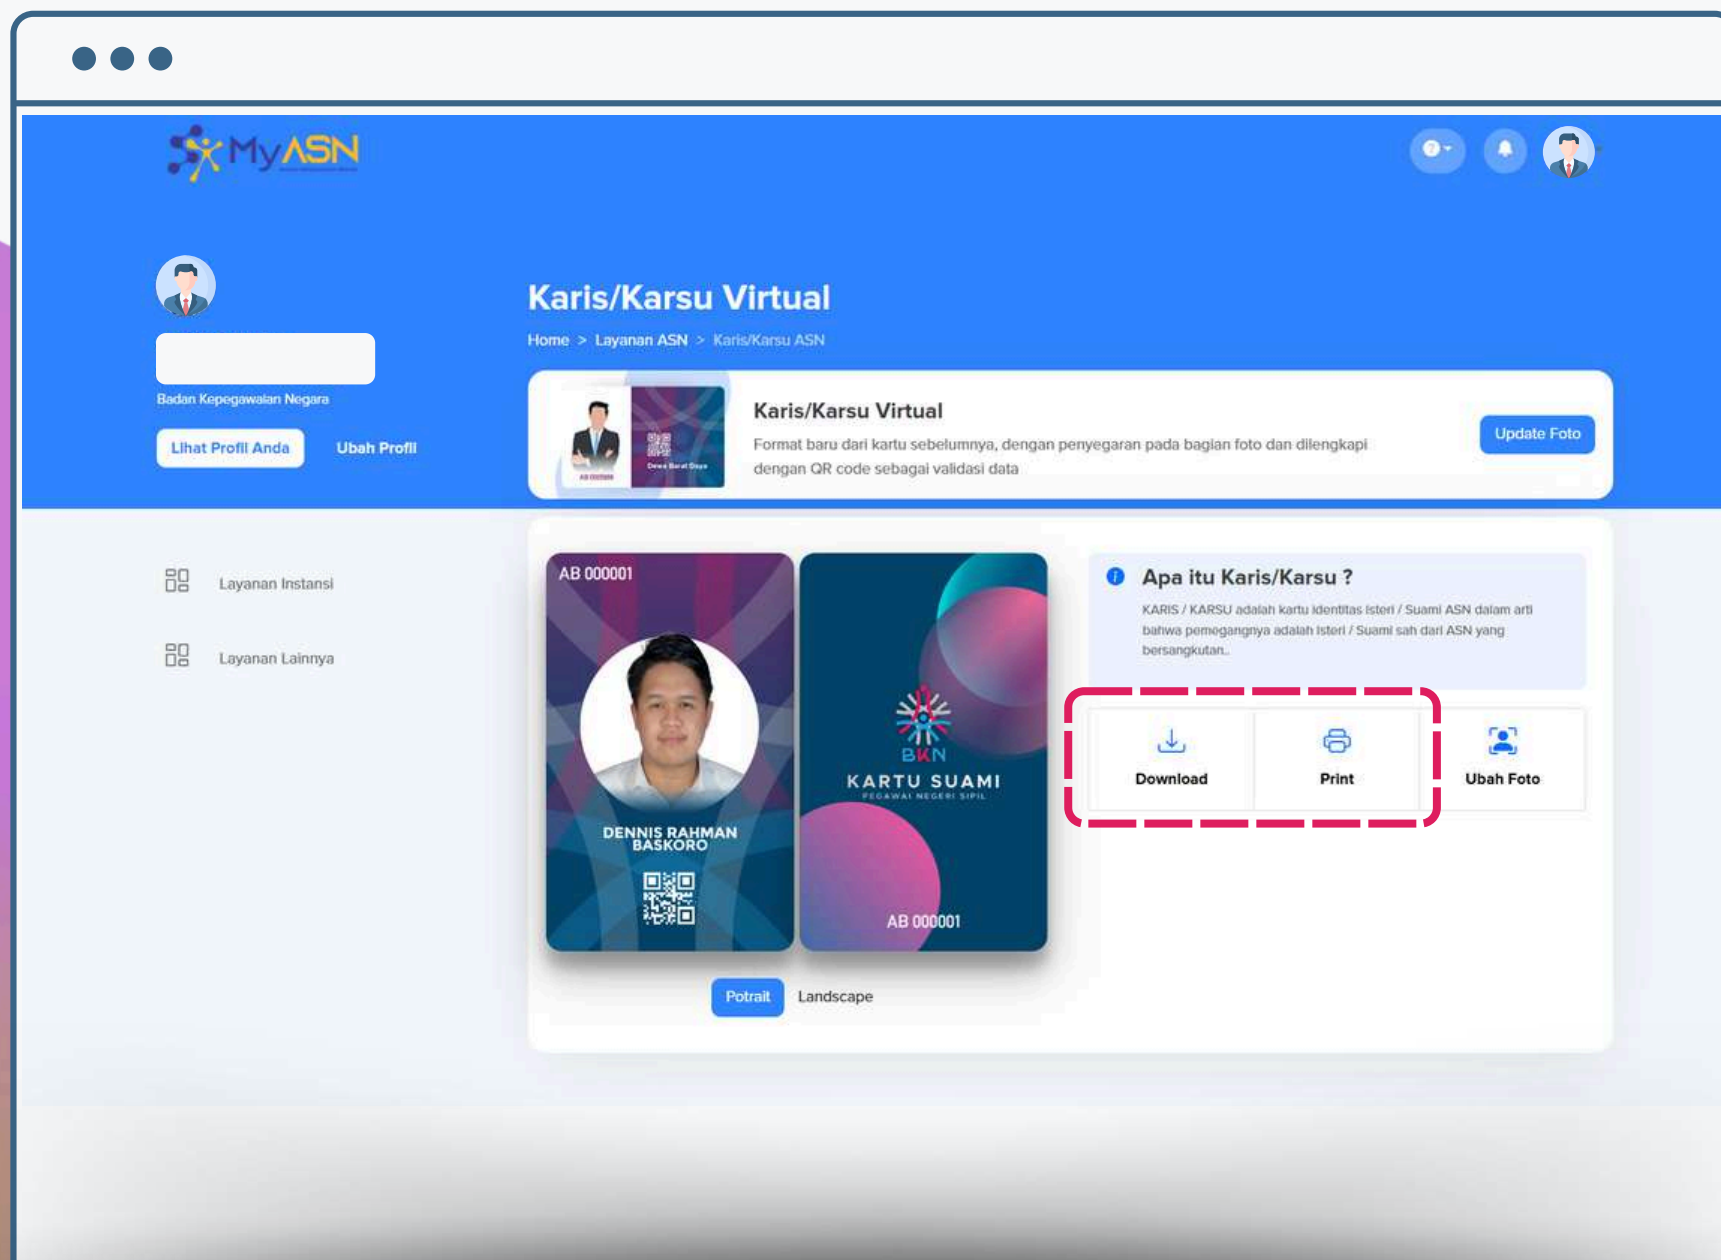 MyASN
Karis/Karsu Virtual
Home > Layanan ASN > Karis/Karsu ASN
Badan Kepegawaian Negara
Lihat Profil Anda
Ubah Profil
Dewa Barat Daya
Karis/Karsu Virtual
Format baru dari kartu sebelumnya, dengan penyegaran pada bagian foto dan dilengkapi
dengan QR code sebagai validasi data
Update Foto
Layanan Instansi
Layanan Lainnya
AB 000001
DENNIS RAHMAN
BASKORO
BKN
KARTU SUAMI
PEGAWAI NEGERI SIPIL
AB 000001
Potrait
Landscape
Apa itu Karis/Karsu ?
KARIS / KARSU adalah kartu identitas Isteri / Suami ASN dalam arti
bahwa pemegangnya adalah Isteri / Suami sah dari ASN yang
bersangkutan..
Download
Print
Ubah Foto